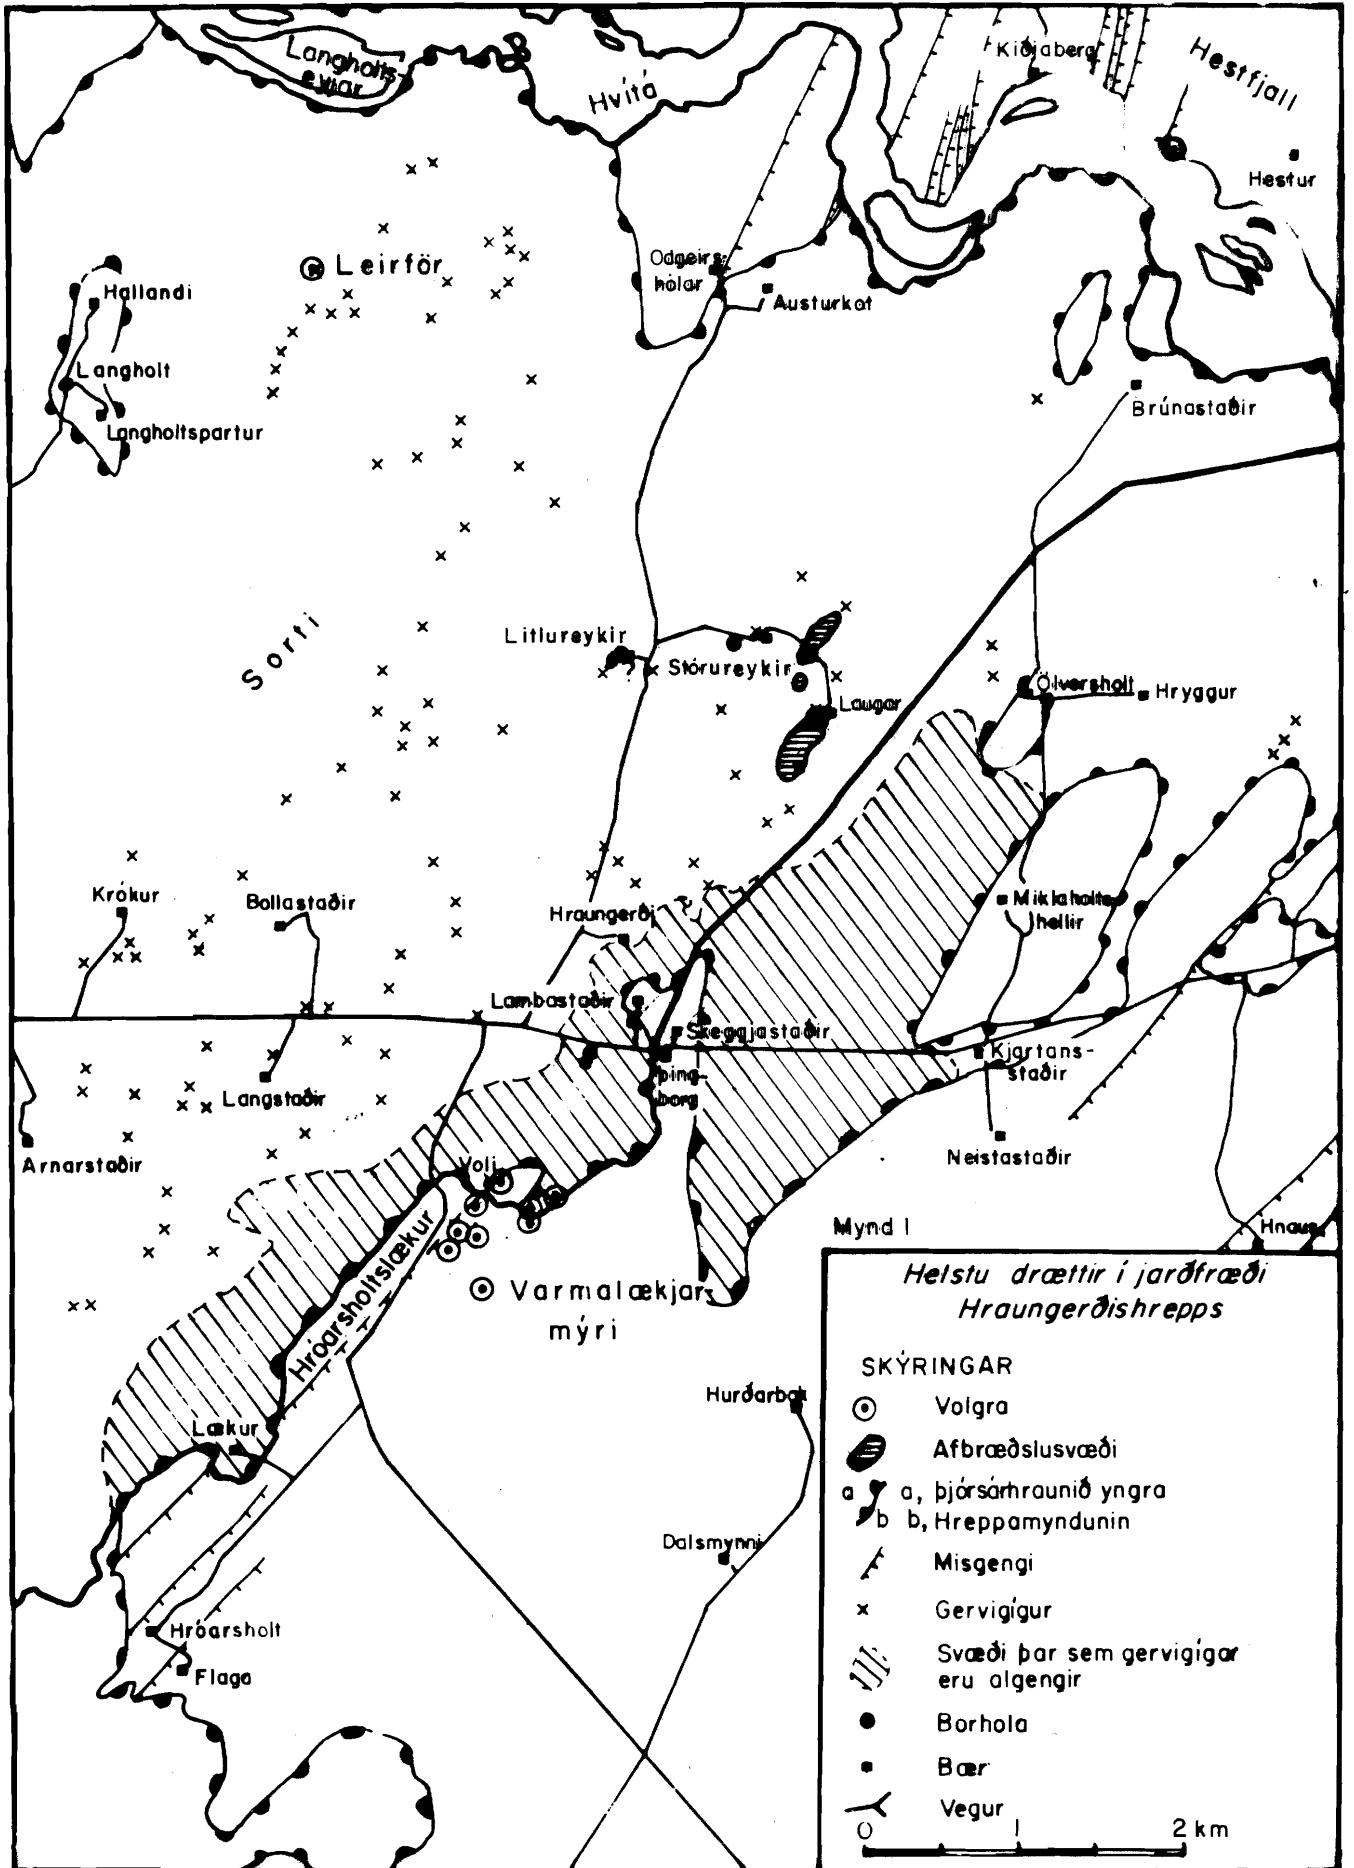 Langholts-
eyjar
Hvítá
Kiðjaberg
Hestfjall
Hestur
Leirför
Oddgeirs-
hólar
Austurkot
Hallandi
Langholt
Langholtspartur
Brúnastaðir
Sorti
Litlureykir
?
Stórureykir
Laugar
Ölversholt
Hryggur
Krókur
Bollastaðir
Hraungerði
Miklaholts-
hellir
Lambastaðir
Skeggjastaðir
Þing-
borg
Kjartans-
staðir
Langstaðir
Arnarstaðir
Neistastaðir
Voli
Hróarsholtslækur
Varmalækjar-
mýri
Hnaus
Lækur
Hurðarbak
Dalsmynni
Hróarsholt
Flaga
Mynd 1
Helstu drættir í jarðfræði
Hraungerðishrepps
SKÝRINGAR
Volgra
Afbræðslusvæði
a a, Þjórsárhraunið yngra
b b, Hreppamyndunin
Misgengi
Gervigígur
Svæði þar sem gervigígar
eru algengir
Borhola
Bær
Vegur
0 1 2 km